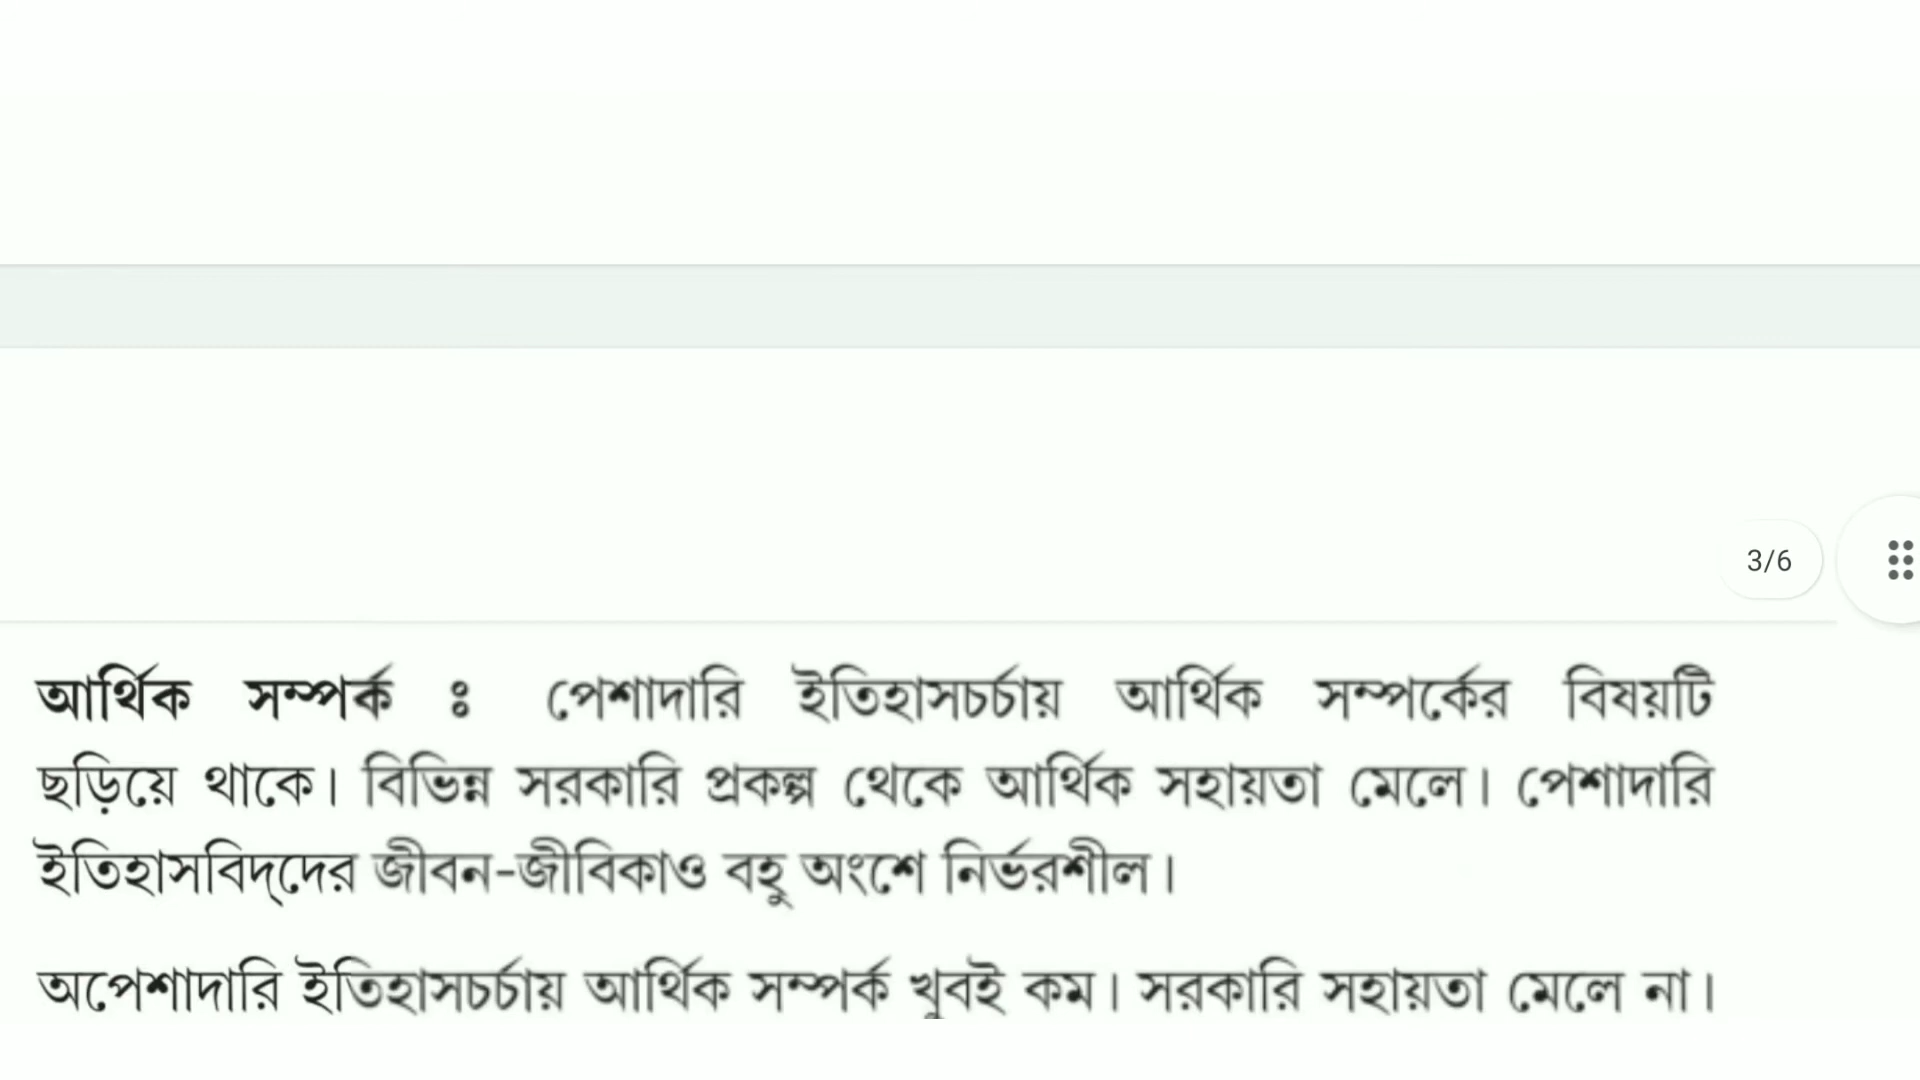 3/6
আর্থিক সম্পর্ক ঃ পেশাদারি ইতিহাসচর্চায় আর্থিক সম্পর্কের বিষয়টি
ছড়িয়ে থাকে। বিভিন্ন সরকারি প্রকল্প থেকে আর্থিক সহায়তা মেলে। পেশাদারি
ইতিহাসবিদ্‌দের জীবন-জীবিকাও বহু অংশে নির্ভরশীল।
অপেশাদারি ইতিহাসচর্চায় আর্থিক সম্পর্ক খুবই কম। সরকারি সহায়তা মেলে না।